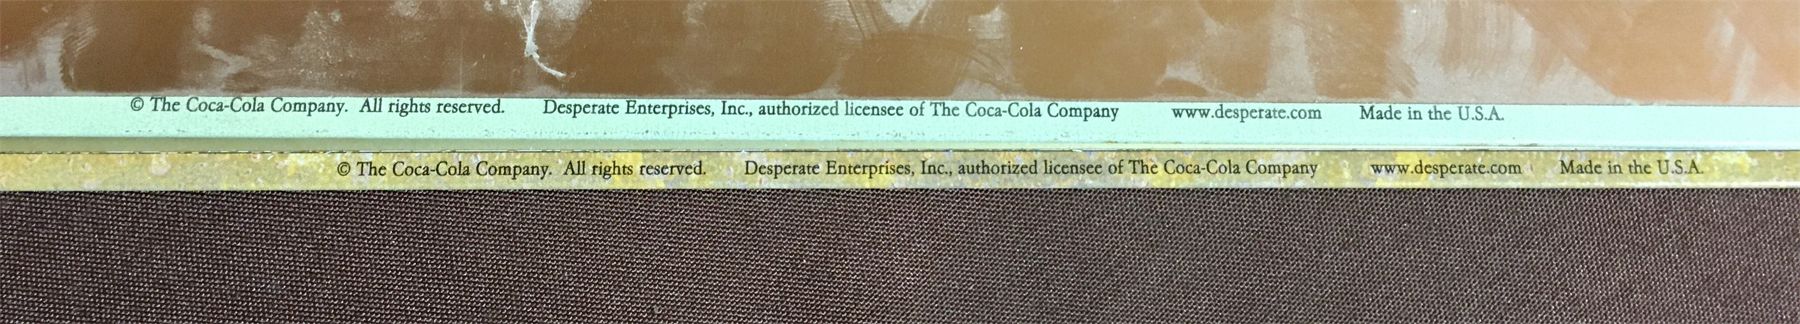 © The Coca-Cola Company. All rights reserved. Desperate Enterprises, Inc., authorized licensee of The Coca-Cola Company www.desperate.com Made in the U.S.A.
© The Coca-Cola Company. All rights reserved. Desperate Enterprises, Inc., authorized licensee of The Coca-Cola Company www.desperate.com Made in the U.S.A.